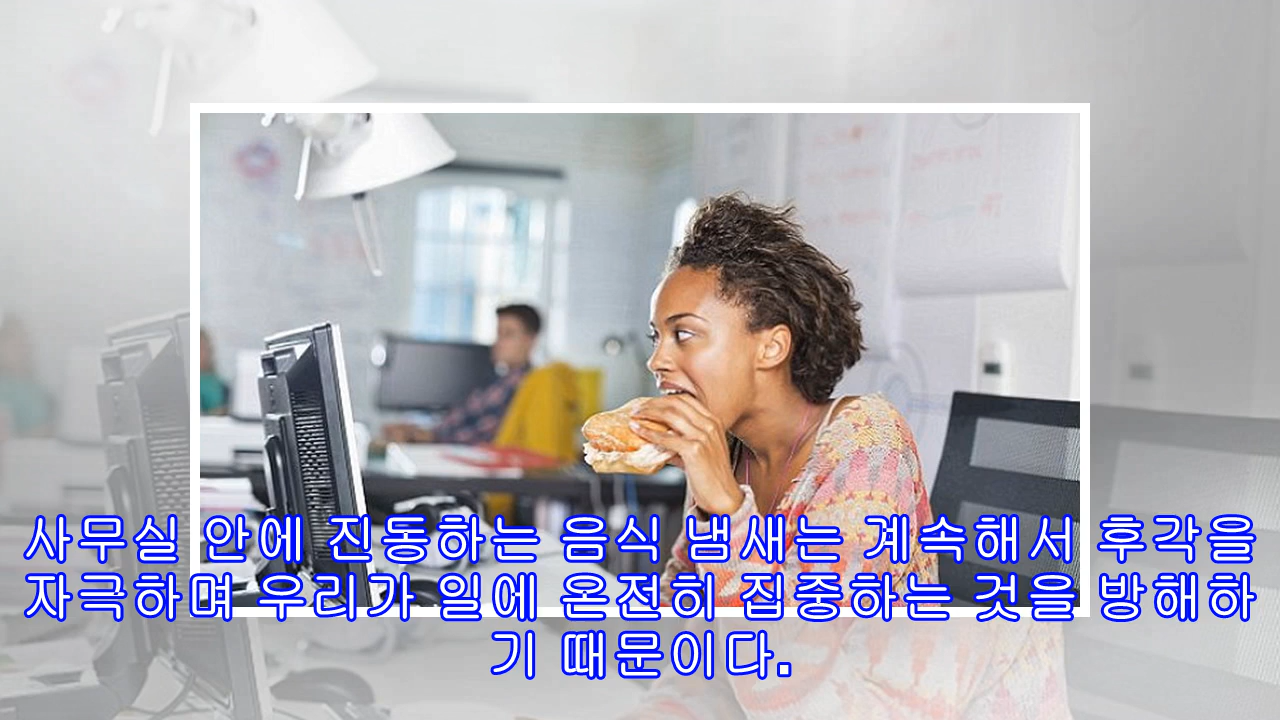 사무실 안에 진동하는 음식 냄새는 계속해서 후각을
자극하며 우리가 일에 온전히 집중하는 것을 방해하
기 때문이다.